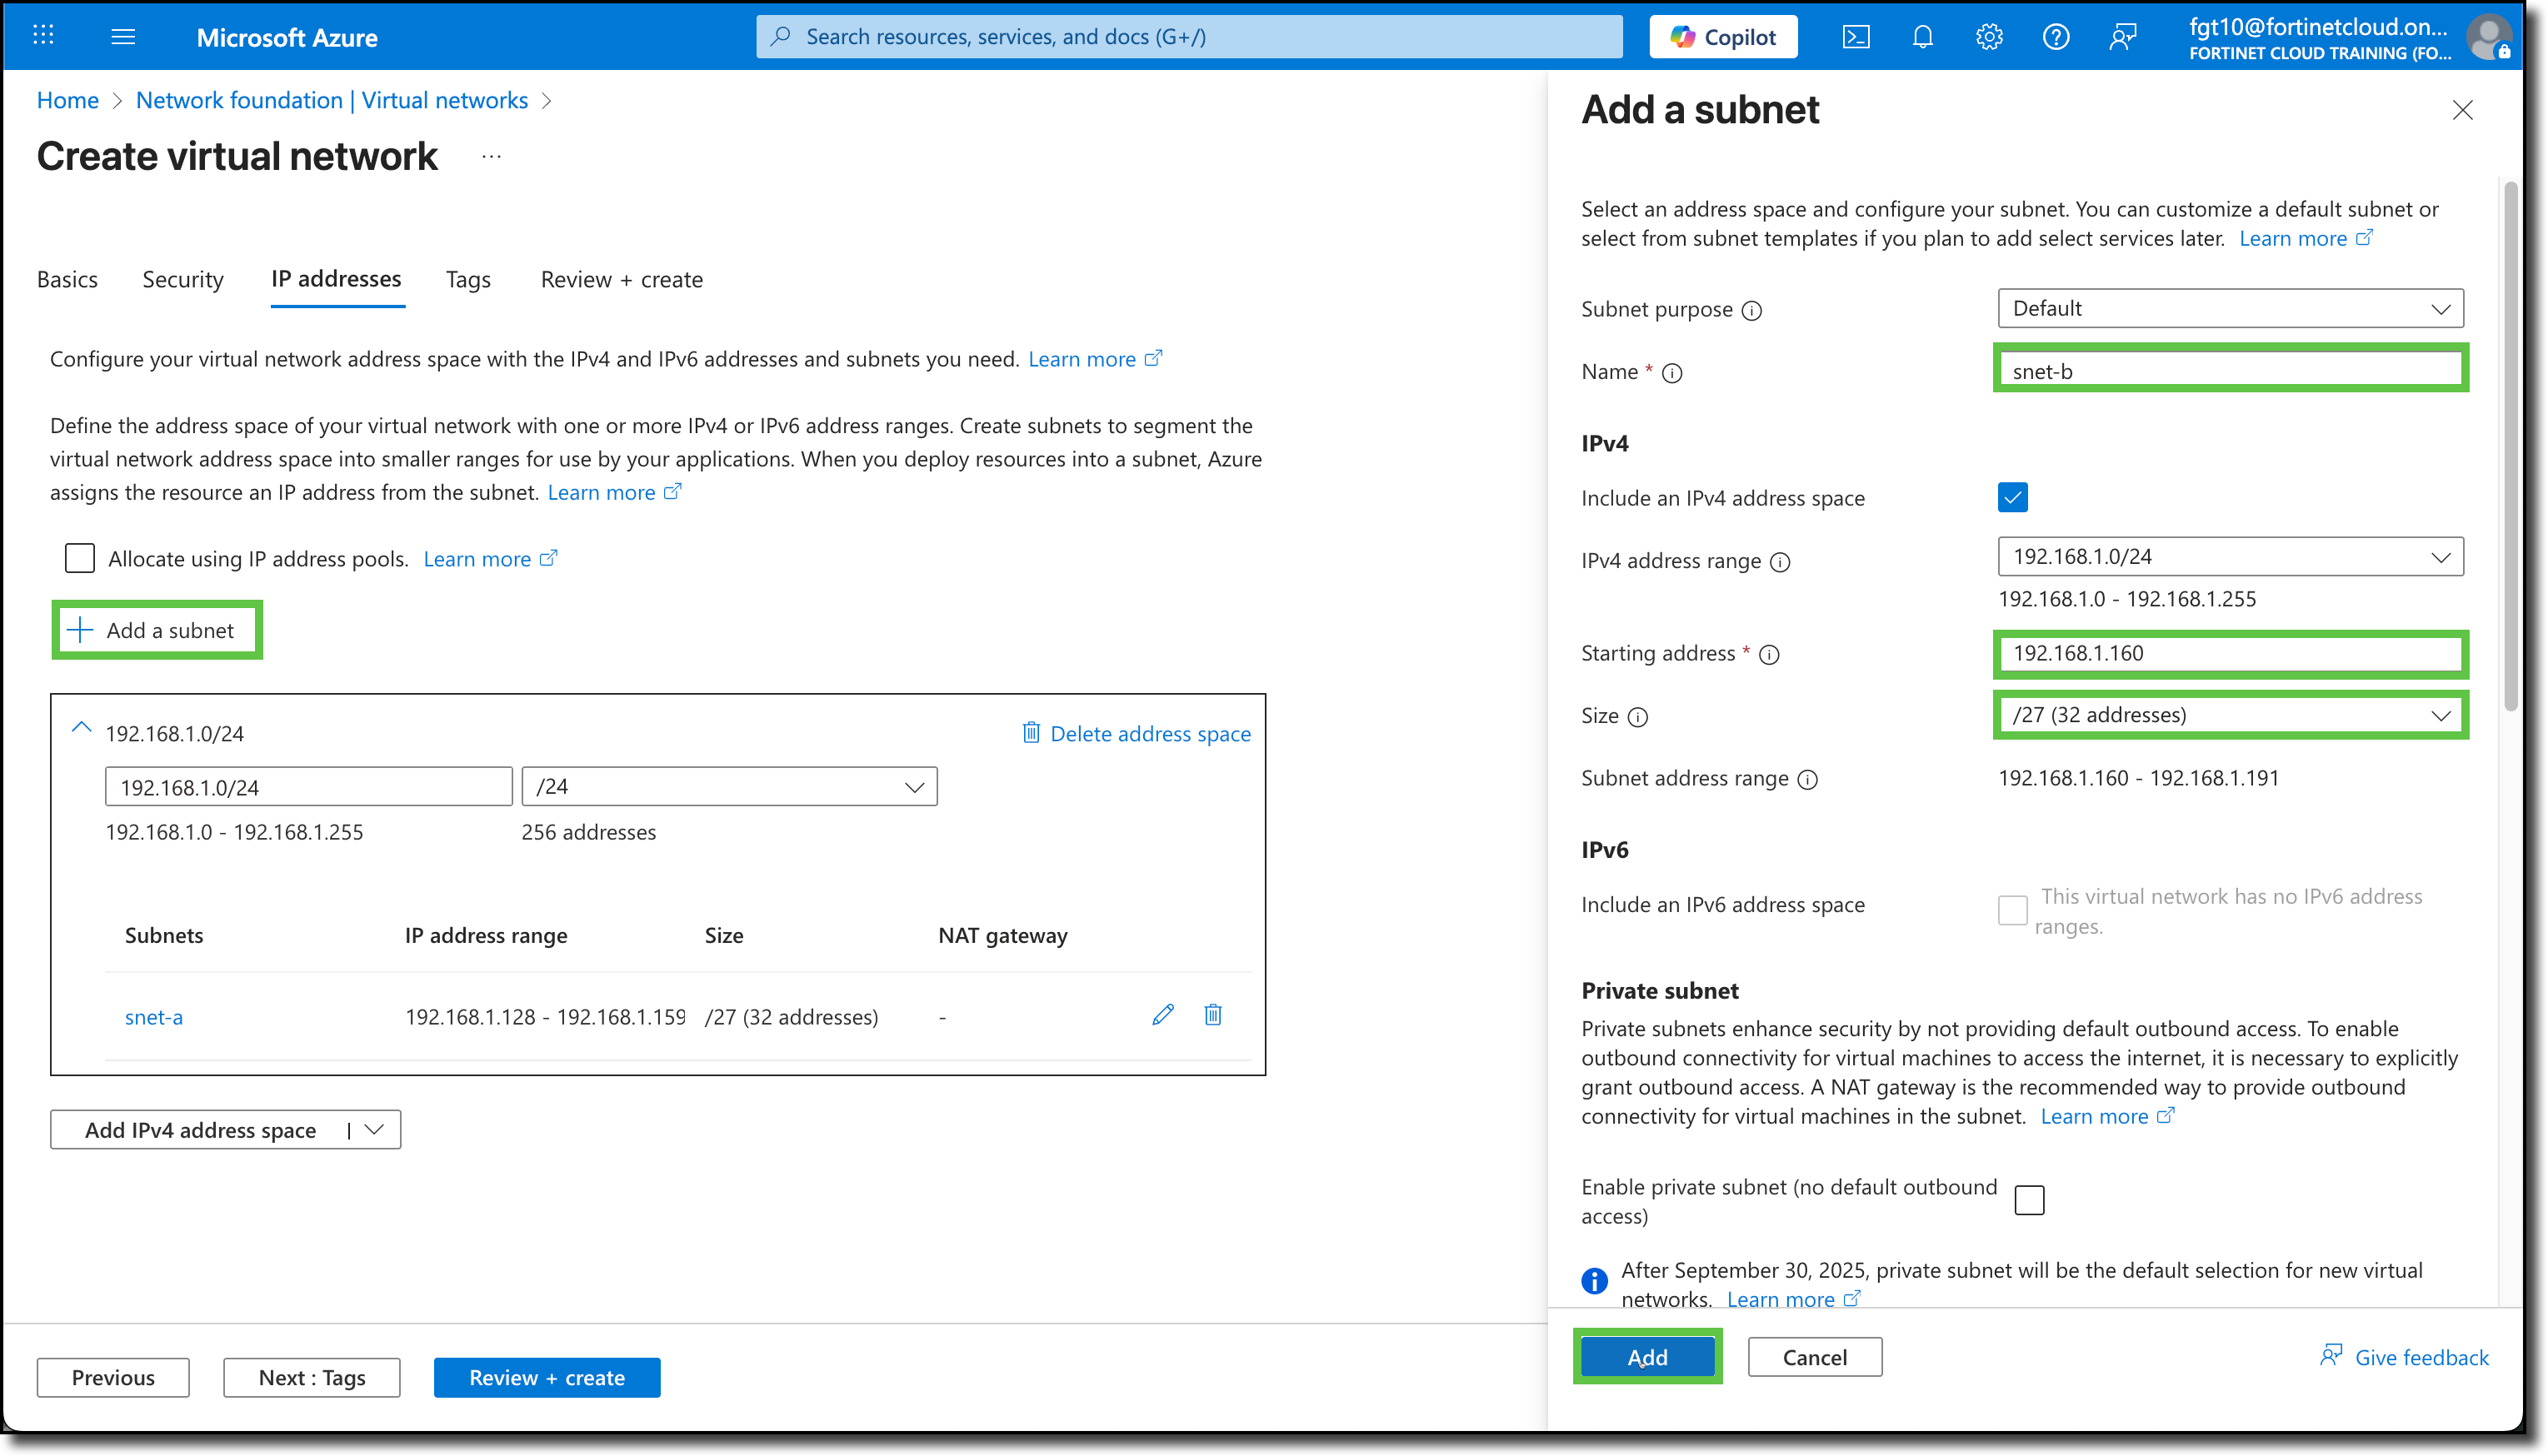 Microsoft Azure
Search resources, services, and docs (G+/)
Copilot
fgt10@fortinetcloud.on...
FORTINET CLOUD TRAINING (FO...
Home > Network foundation | Virtual networks >
Create virtual network ...
Basics Security IP addresses Tags Review + create
Configure your virtual network address space with the IPv4 and IPv6 addresses and subnets you need. Learn more
Define the address space of your virtual network with one or more IPv4 or IPv6 address ranges. Create subnets to segment the
virtual network address space into smaller ranges for use by your applications. When you deploy resources into a subnet, Azure
assigns the resource an IP address from the subnet. Learn more
Allocate using IP address pools. Learn more
+ Add a subnet
192.168.1.0/24
Delete address space
192.168.1.0/24
/24
192.168.1.0 - 192.168.1.255
256 addresses
Subnets IP address range Size NAT gateway
snet-a 192.168.1.128 - 192.168.1.159 /27 (32 addresses) -
Add IPv4 address space |
Previous
Next : Tags
Review + create
Add a subnet
Select an address space and configure your subnet. You can customize a default subnet or
select from subnet templates if you plan to add select services later. Learn more
Subnet purpose
Default
Name *
snet-b
IPv4
Include an IPv4 address space
IPv4 address range
192.168.1.0/24
192.168.1.0 - 192.168.1.255
Starting address *
192.168.1.160
Size
/27 (32 addresses)
Subnet address range
192.168.1.160 - 192.168.1.191
IPv6
Include an IPv6 address space
This virtual network has no IPv6 address
ranges.
Private subnet
Private subnets enhance security by not providing default outbound access. To enable
outbound connectivity for virtual machines to access the internet, it is necessary to explicitly
grant outbound access. A NAT gateway is the recommended way to provide outbound
connectivity for virtual machines in the subnet. Learn more
Enable private subnet (no default outbound
access)
After September 30, 2025, private subnet will be the default selection for new virtual
networks. Learn more
Add
Cancel
Give feedback